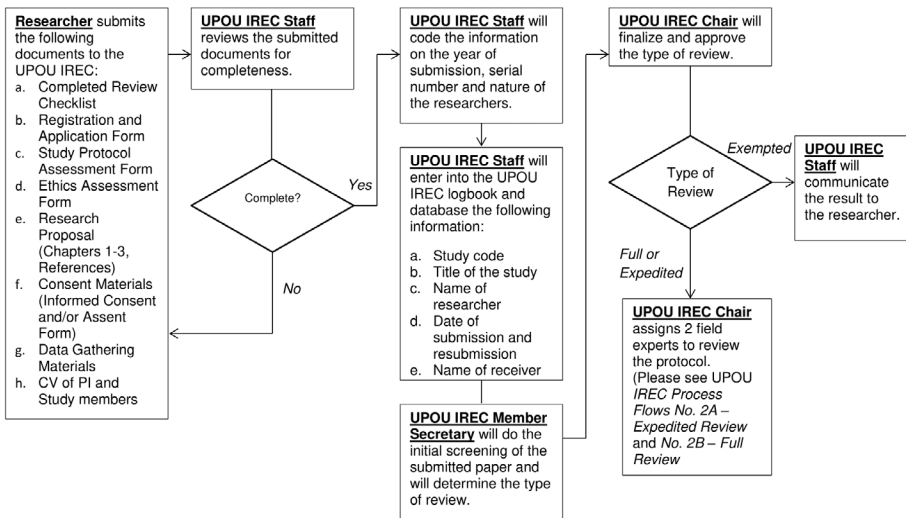 Researcher submits
the following
documents to the
UPOU IREC:
a. Completed Review
Checklist
b. Registration and
Application Form
c. Study Protocol
Assessment Form
d. Ethics Assessment
Form
e. Research
Proposal
(Chapters 1-3,
References)
f. Consent Materials
(Informed Consent
and/or Assent
Form)
g. Data Gathering
Materials
h. CV of PI and
Study members
UPOU IREC Staff
reviews the submitted
documents for
completeness.
Complete?
Yes
No
UPOU IREC Staff will
code the information
on the year of
submission, serial
number and nature of
the researchers.
UPOU IREC Staff will
enter into the UPOU
IREC logbook and
database the following
information:
a. Study code
b. Title of the study
c. Name of
researcher
d. Date of
submission and
resubmission
e. Name of receiver
UPOU IREC Member
Secretary will do the
initial screening of the
submitted paper and
will determine the type
of review.
UPOU IREC Chair will
finalize and approve
the type of review.
Type of
Review
Exempted
UPOU IREC
Staff will
communicate
the result to
the researcher.
Full or
Expedited
UPOU IREC Chair
assigns 2 field
experts to review
the protocol.
(Please see UPOU
IREC Process
Flows No. 2A –
Expedited Review
and No. 2B – Full
Review